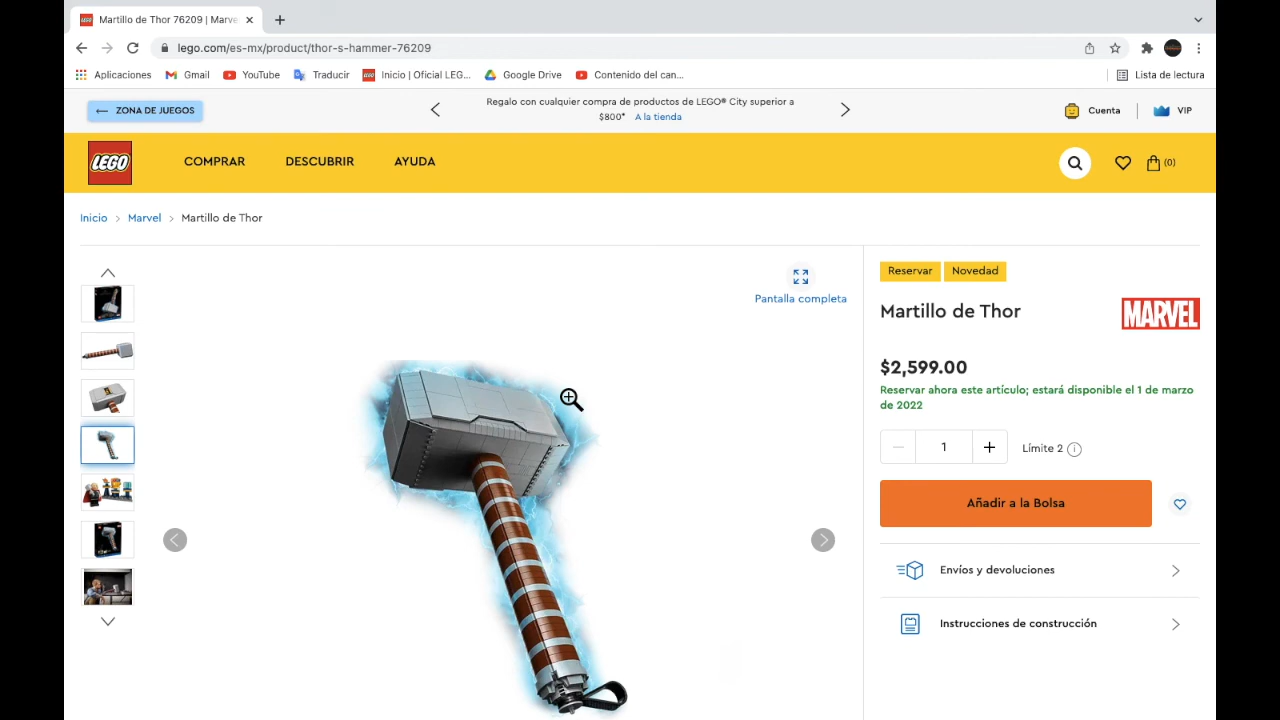 Martillo de Thor 76209 | Marve
lego.com/es-mx/product/thor-s-hammer-76209
Aplicaciones
Gmail
YouTube
Traducir
Inicio | Oficial LEG...
Google Drive
Contenido del can...
Lista de lectura
ZONA DE JUEGOS
Regalo con cualquier compra de productos de LEGO® City superior a
$800* A la tienda
Cuenta
VIP
LEGO
COMPRAR
DESCUBRIR
AYUDA
(0)
Inicio
Marvel
Martillo de Thor
Pantalla completa
Reservar
Novedad
Martillo de Thor
MARVEL
$2,599.00
Reservar ahora este artículo; estará disponible el 1 de marzo
de 2022
1
Límite 2
Añadir a la Bolsa
Envíos y devoluciones
Instrucciones de construcción